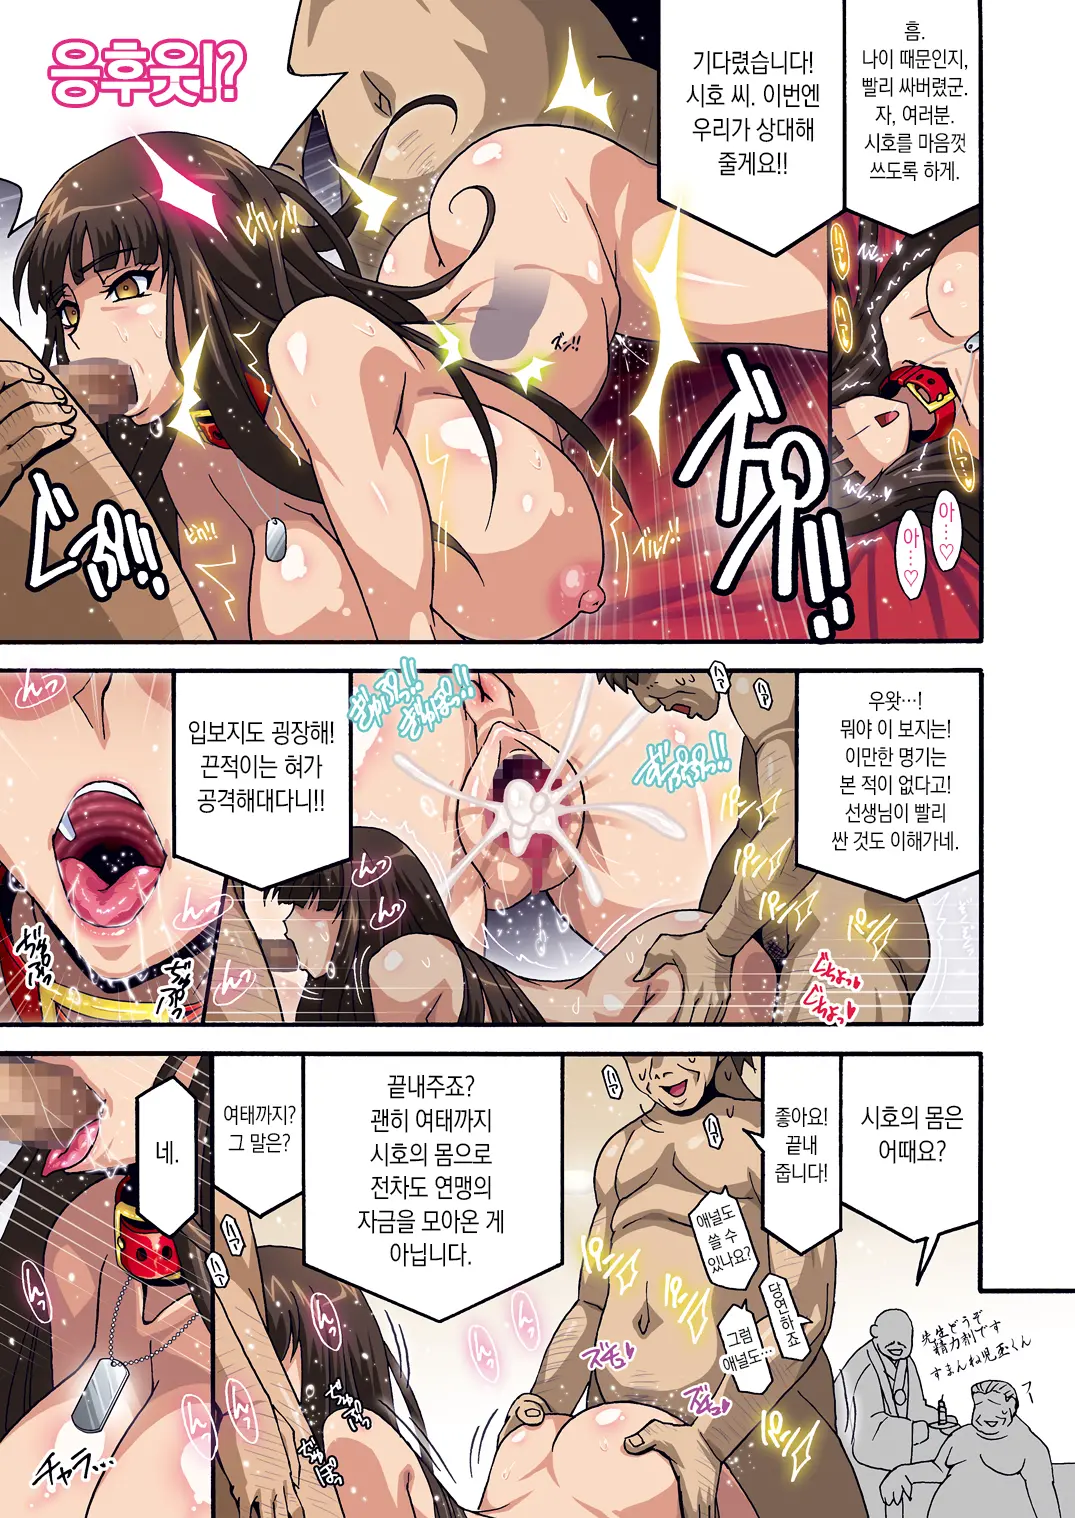 흠.
나이 때문인지,
빨리 싸버렸군.
자, 여러분.
시호를 마음껏
쓰도록 하게.
기다렸습니다!
시호 씨. 이번엔
우리가 상대해
줄게요!!
응후웃!?
아…♡
아…♡
우왓…!
뭐야 이 보지는!
이만한 명기는
본 적이 없다고!
선생님이 빨리
싼 것도 이해가네.
입보지도 굉장해!
끈적이는 혀가
공격해대다니!!
んっ
んっ
んっ
시호의 몸은
어때요?
좋아요!
끝내
줍니다!
애널도
쓸 수
있나요?
당연하죠
그럼
애널도…
끝내주죠?
괜히 여태까지
시호의 몸으로
전차도 연맹의
자금을 모아온 게
아닙니다.
여태까지?
그 말은?
네.
先生どうぞ
精力剤です
すまんね児玉くん
チャラ…